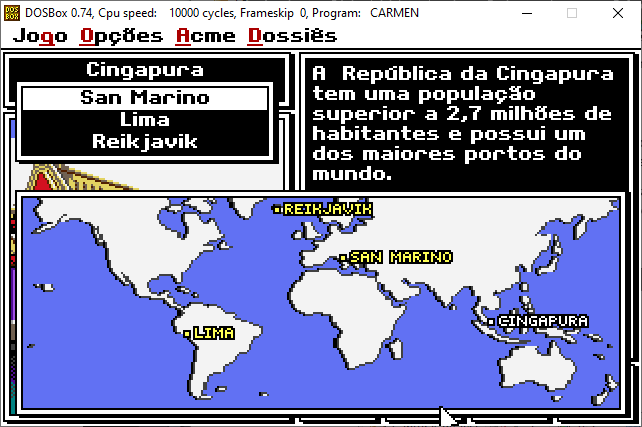 DOSBox 0.74, Cpu speed: 10000 cycles, Frameskip 0, Program: CARMEN
Jogo Opções Acme Dossiês
Cingapura
San Marino
Lima
Reikjavik
A República da Cingapura
tem uma população
superior a 2,7 milhões de
habitantes e possui um
dos maiores portos do
mundo.
REIKJAVIK
SAN MARINO
CINGAPURA
LIMA